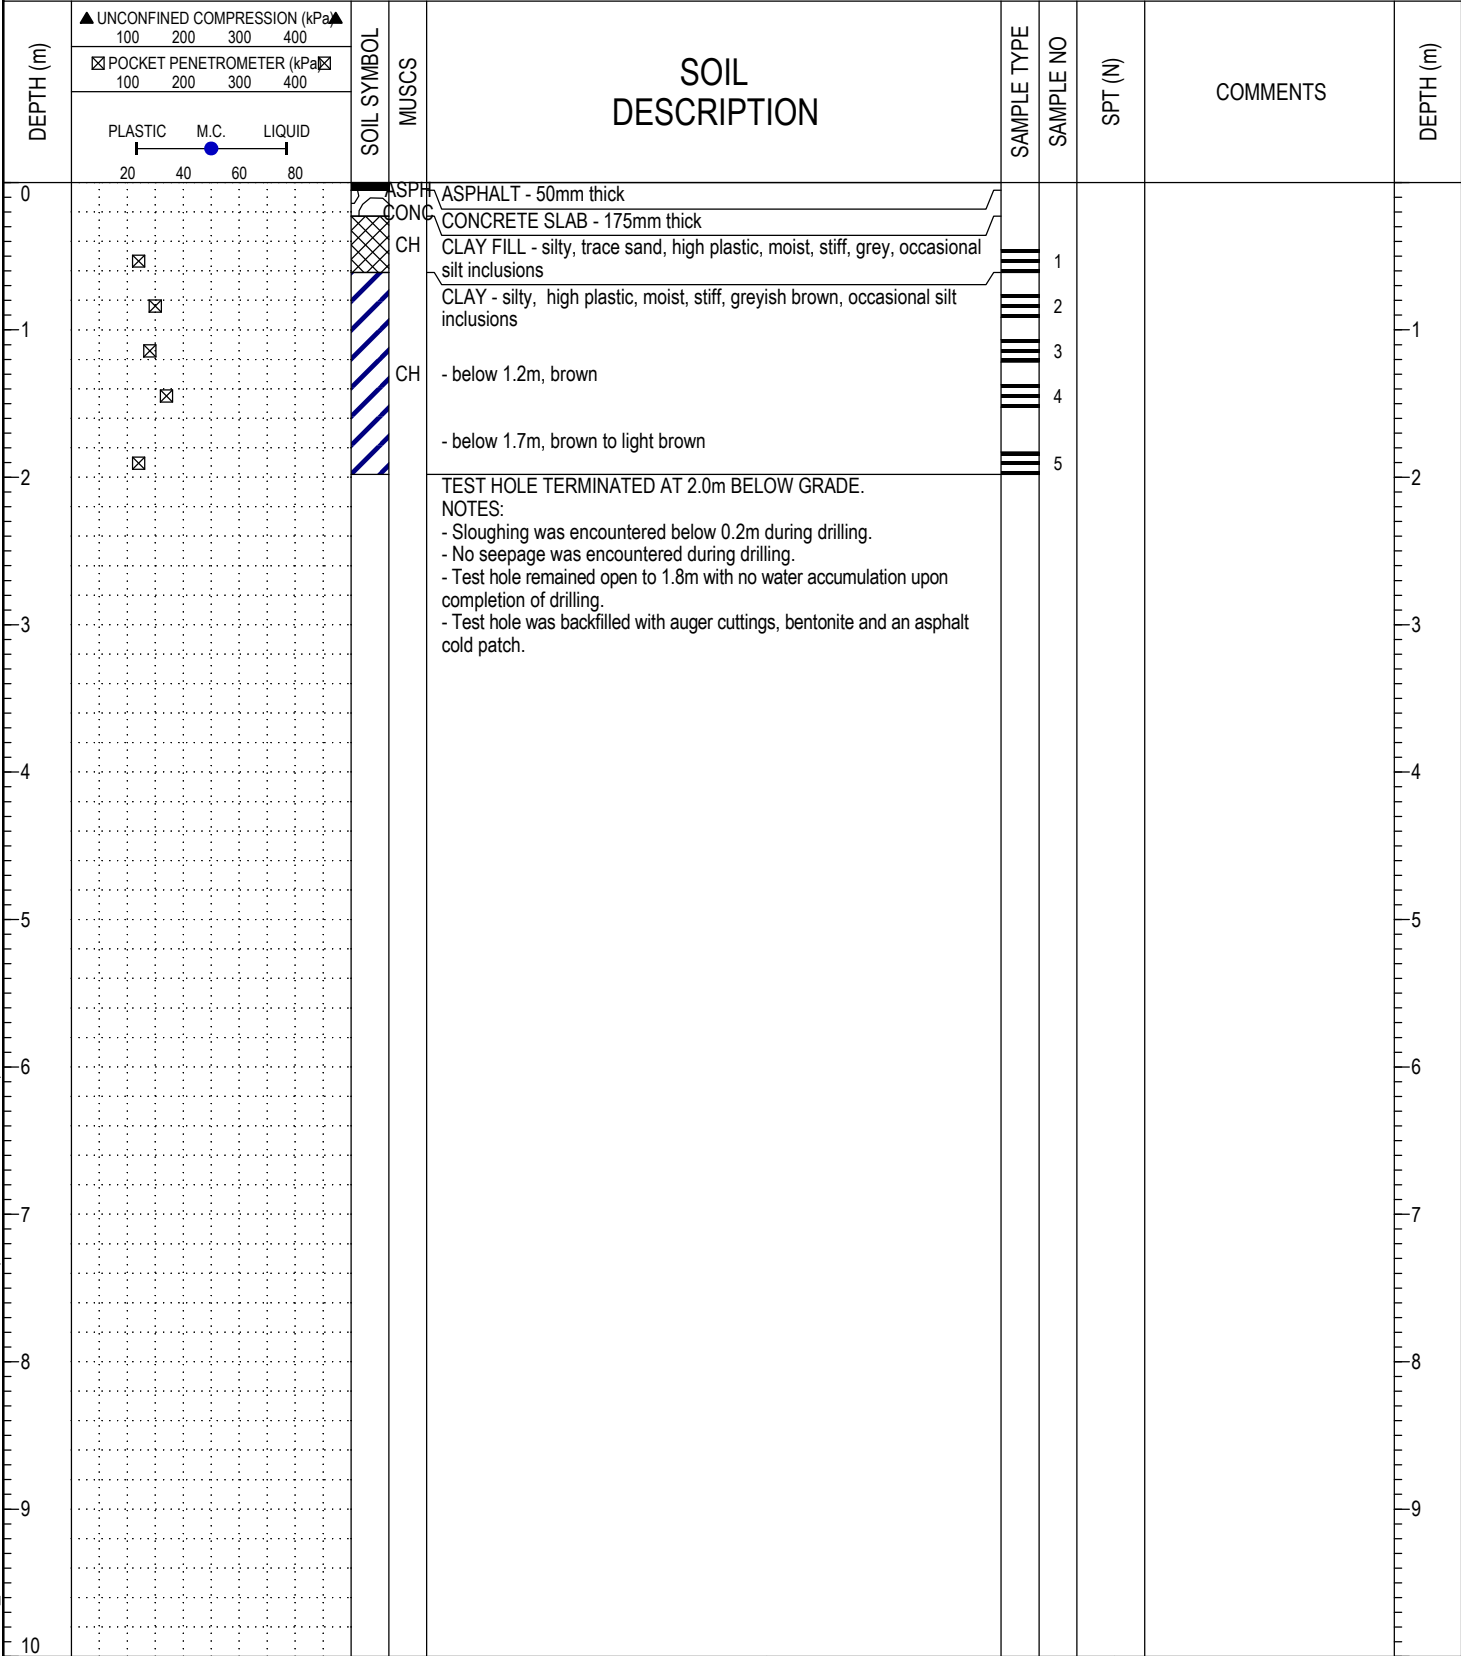 DEPTH (m)
▲ UNCONFINED COMPRESSION (kPa) ▲
100 200 300 400
POCKET PENETROMETER (kPa)
100 200 300 400
PLASTIC M.C. LIQUID
20 40 60 80
SOIL SYMBOL
MUSCS
SOIL
DESCRIPTION
SAMPLE TYPE
SAMPLE NO
SPT (N)
COMMENTS
DEPTH (m)
0
ASPH
ASPHALT - 50mm thick
CONC
CONCRETE SLAB - 175mm thick
CH
CLAY FILL - silty, trace sand, high plastic, moist, stiff, grey, occasional
silt inclusions
1
CLAY - silty, high plastic, moist, stiff, greyish brown, occasional silt
inclusions
2
1
1
3
CH
- below 1.2m, brown
4
- below 1.7m, brown to light brown
5
2
2
TEST HOLE TERMINATED AT 2.0m BELOW GRADE.
NOTES:
- Sloughing was encountered below 0.2m during drilling.
- No seepage was encountered during drilling.
- Test hole remained open to 1.8m with no water accumulation upon
completion of drilling.
- Test hole was backfilled with auger cuttings, bentonite and an asphalt
cold patch.
3
3
4
4
5
5
6
6
7
7
8
8
9
9
10